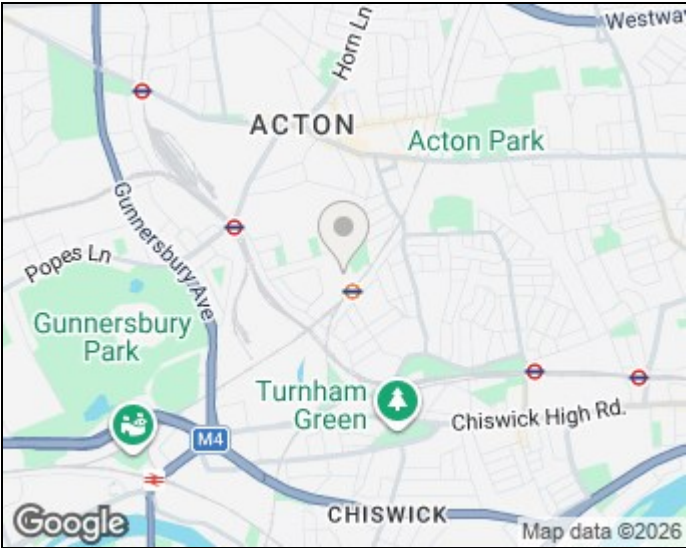 Westway
Horn Ln
ACTON
Acton Park
Gunnersbury Ave
Popes Ln
Gunnersbury
Park
Turnham
Green
Chiswick High Rd.
M4
CHISWICK
Google
Map data ©2026